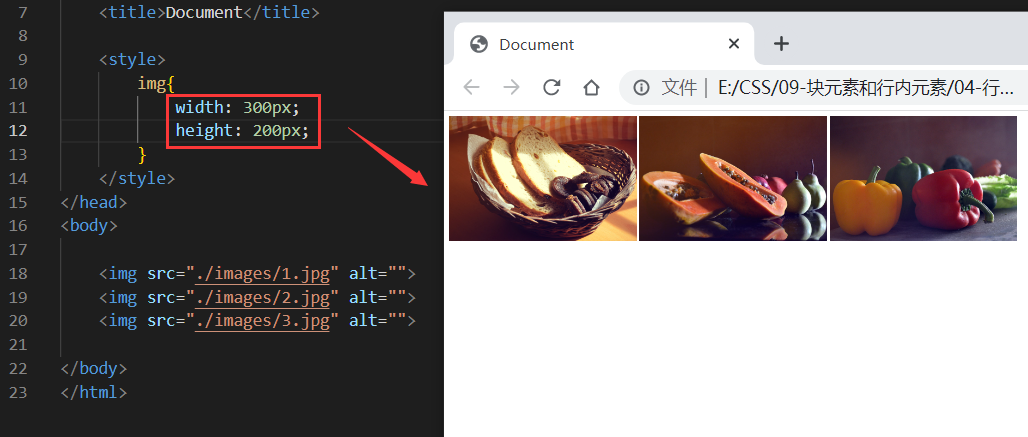 7 <title>Document</title>
8
9 <style>
10 img{
11 width: 300px;
12 height: 200px;
13 }
14 </style>
15 </head>
16 <body>
17
18 <img src="./images/1.jpg" alt="">
19 <img src="./images/2.jpg" alt="">
20 <img src="./images/3.jpg" alt="">
21
22 </body>
23 </html>
Document
文件 | E:/CSS/09-块元素和行内元素/04-行...